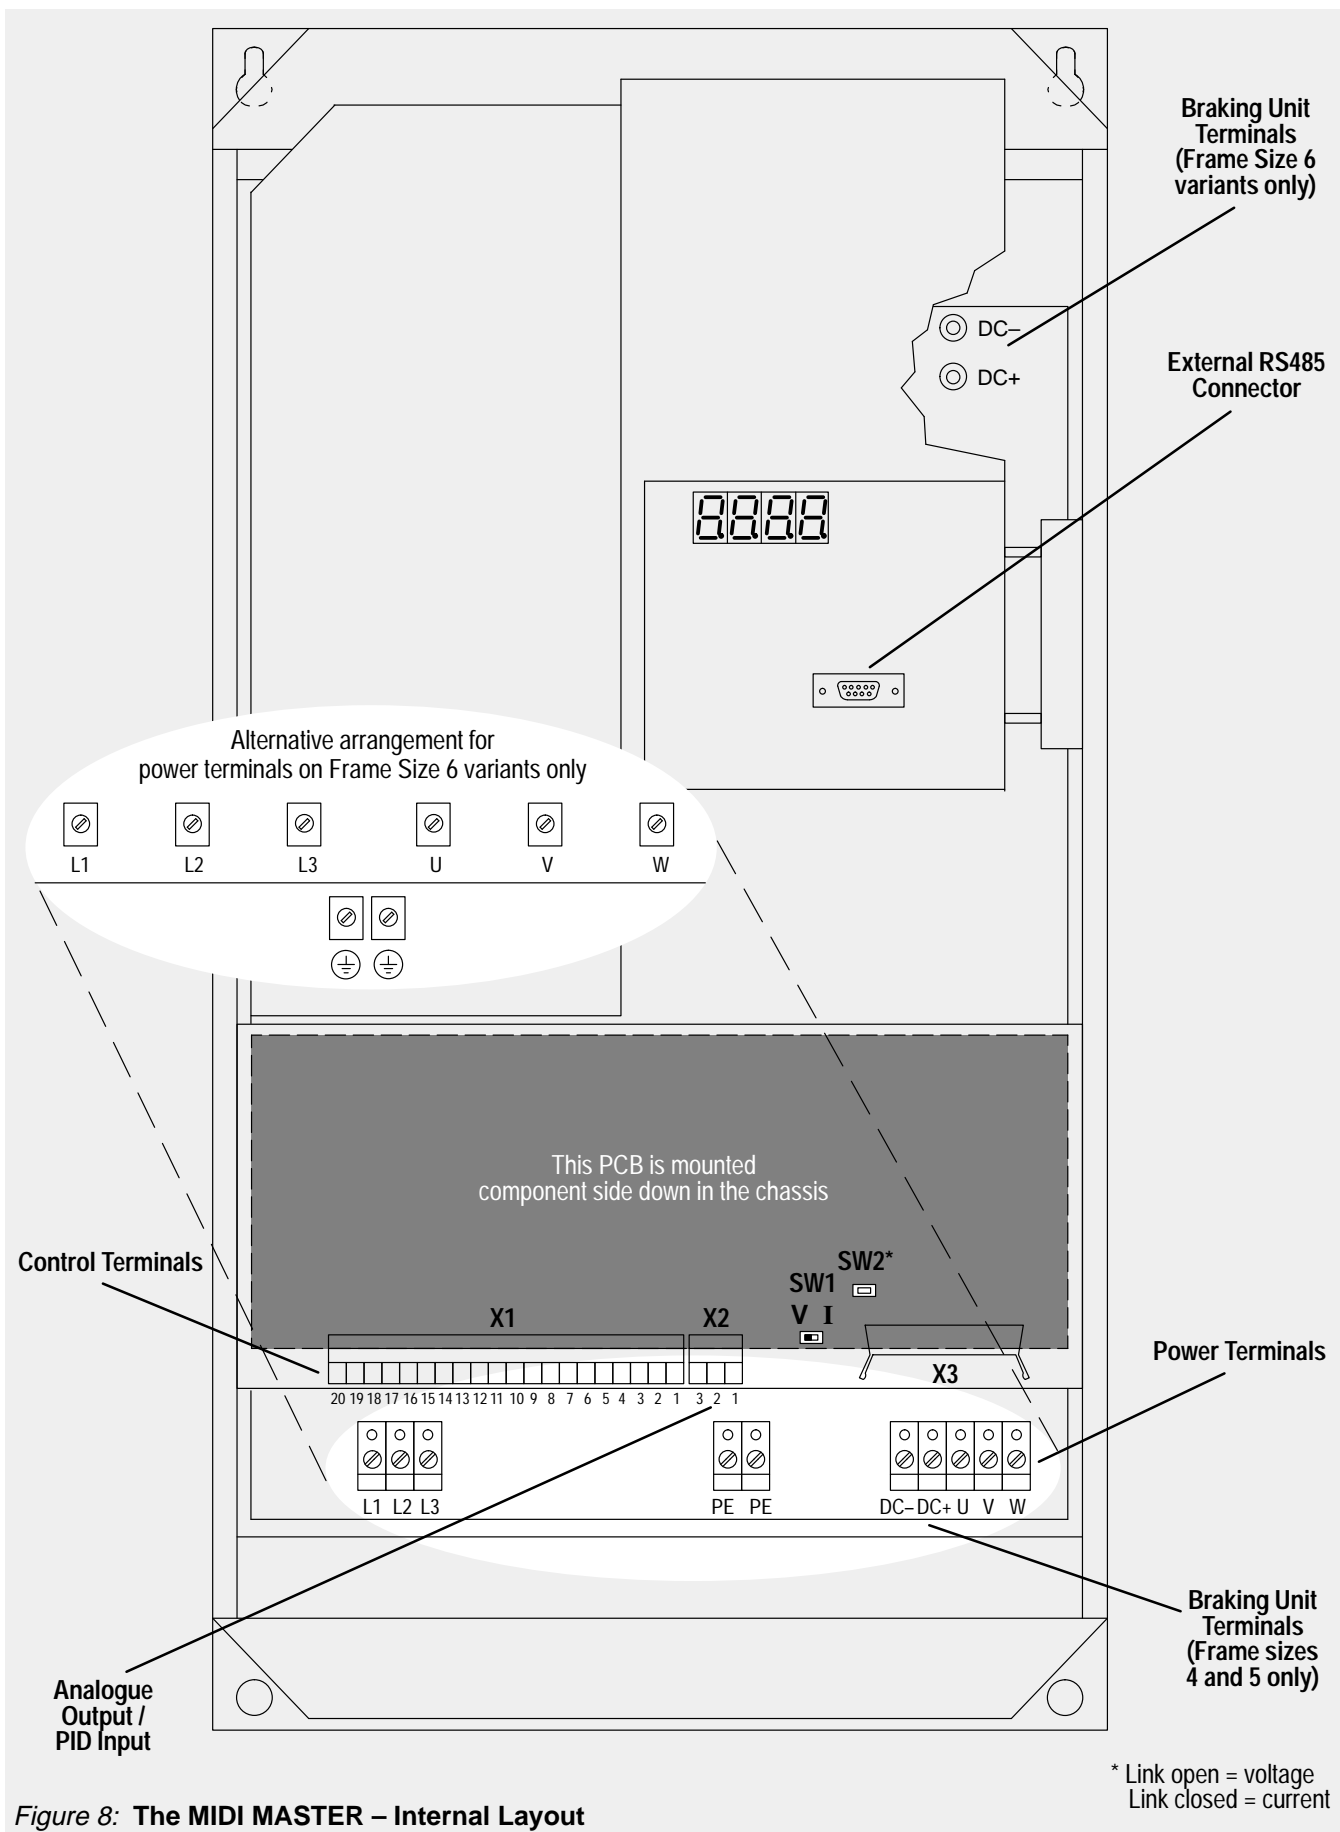 Braking Unit
Terminals
(Frame Size 6
variants only)
DC–
DC+
External RS485
Connector
8.8.8.8.
Alternative arrangement for
power terminals on Frame Size 6 variants only
L1 L2 L3 U V W
This PCB is mounted
component side down in the chassis
Control Terminals
SW2*
SW1
V I
X1 X2
X3
Power Terminals
20 19 18 17 16 15 14 13 12 11 10 9 8 7 6 5 4 3 2 1 3 2 1
L1 L2 L3 PE PE DC– DC+ U V W
Braking Unit
Terminals
(Frame sizes
4 and 5 only)
Analogue
Output /
PID Input
* Link open = voltage
Link closed = current
Figure 8: The MIDI MASTER – Internal Layout